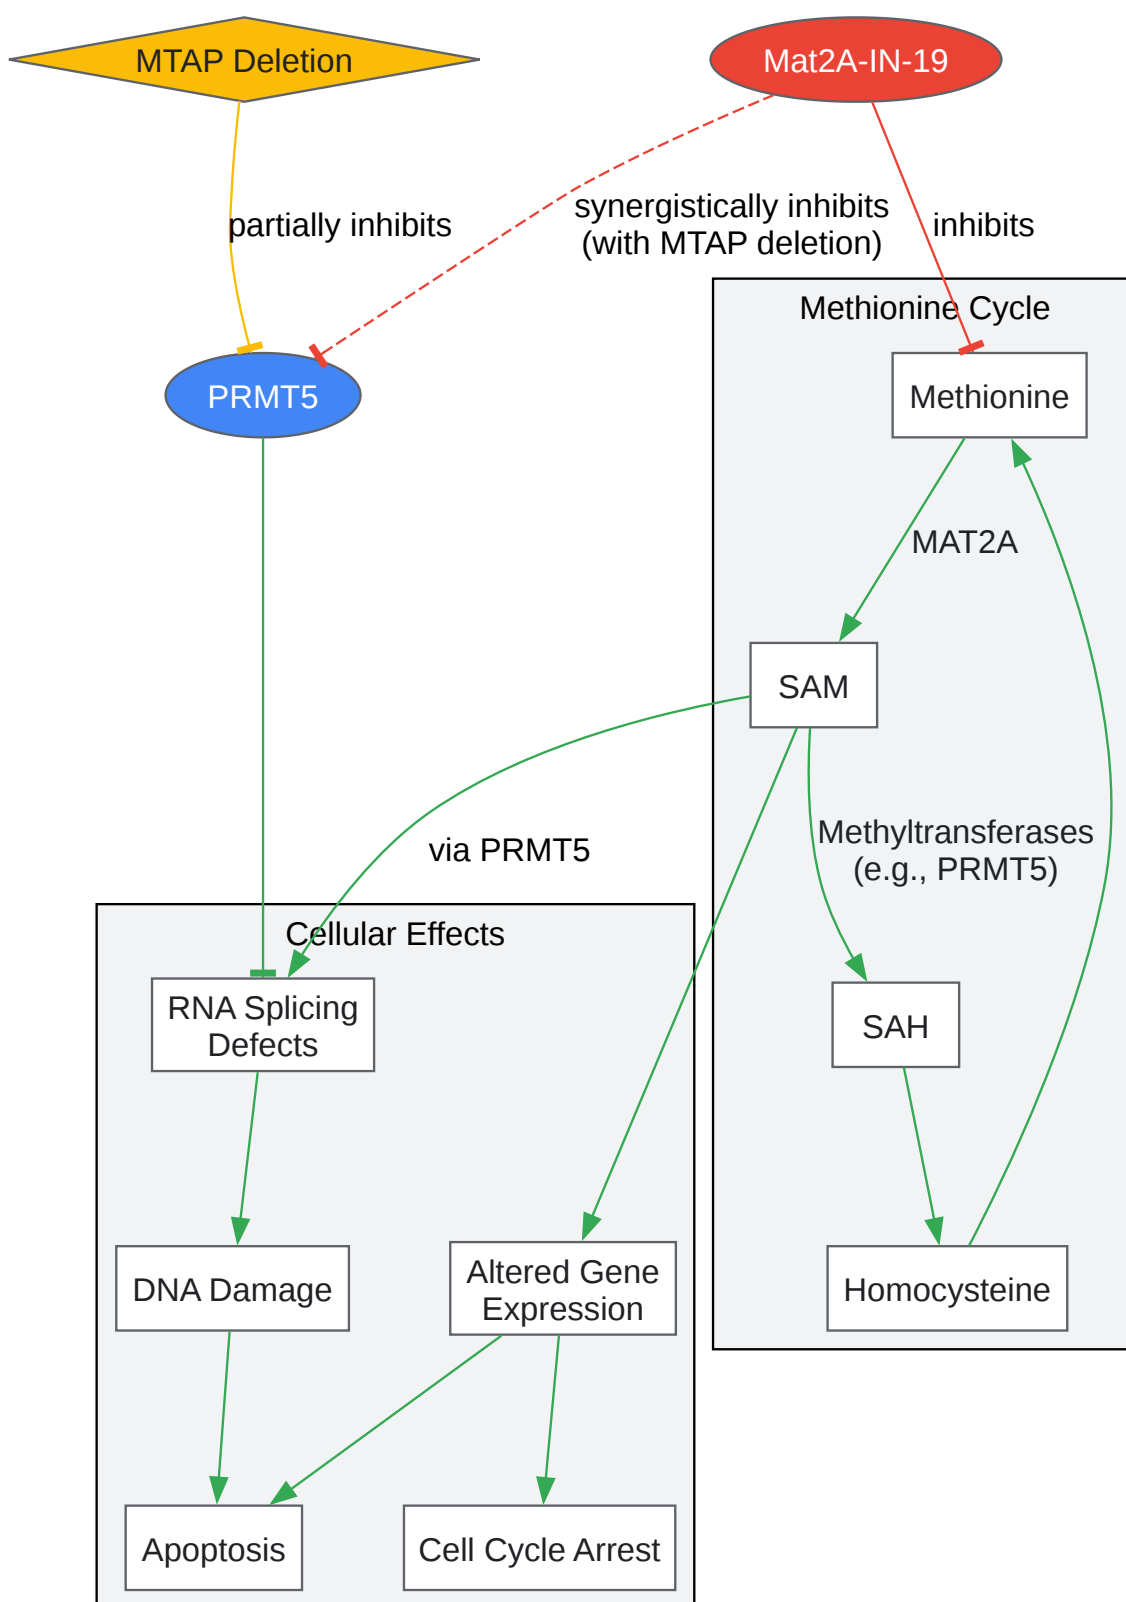 MTAP Deletion
Mat2A-IN-19
partially inhibits
synergistically inhibits
(with MTAP deletion)
inhibits
Methionine Cycle
PRMT5
Methionine
MAT2A
SAM
via PRMT5
Methyltransferases
(e.g., PRMT5)
Cellular Effects
RNA Splicing
Defects
SAH
DNA Damage
Altered Gene
Expression
Homocysteine
Apoptosis
Cell Cycle Arrest